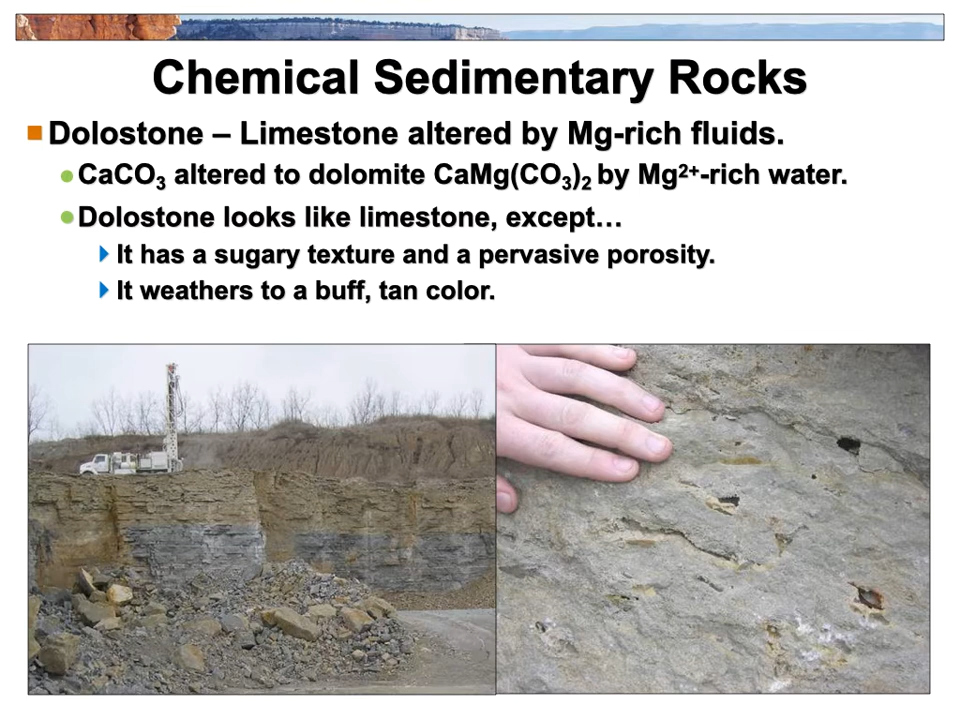 Chemical Sedimentary Rocks
Dolostone – Limestone altered by Mg-rich fluids.
CaCO₃ altered to dolomite CaMg(CO₃)₂ by Mg²⁺-rich water.
Dolostone looks like limestone, except…
It has a sugary texture and a pervasive porosity.
It weathers to a buff, tan color.